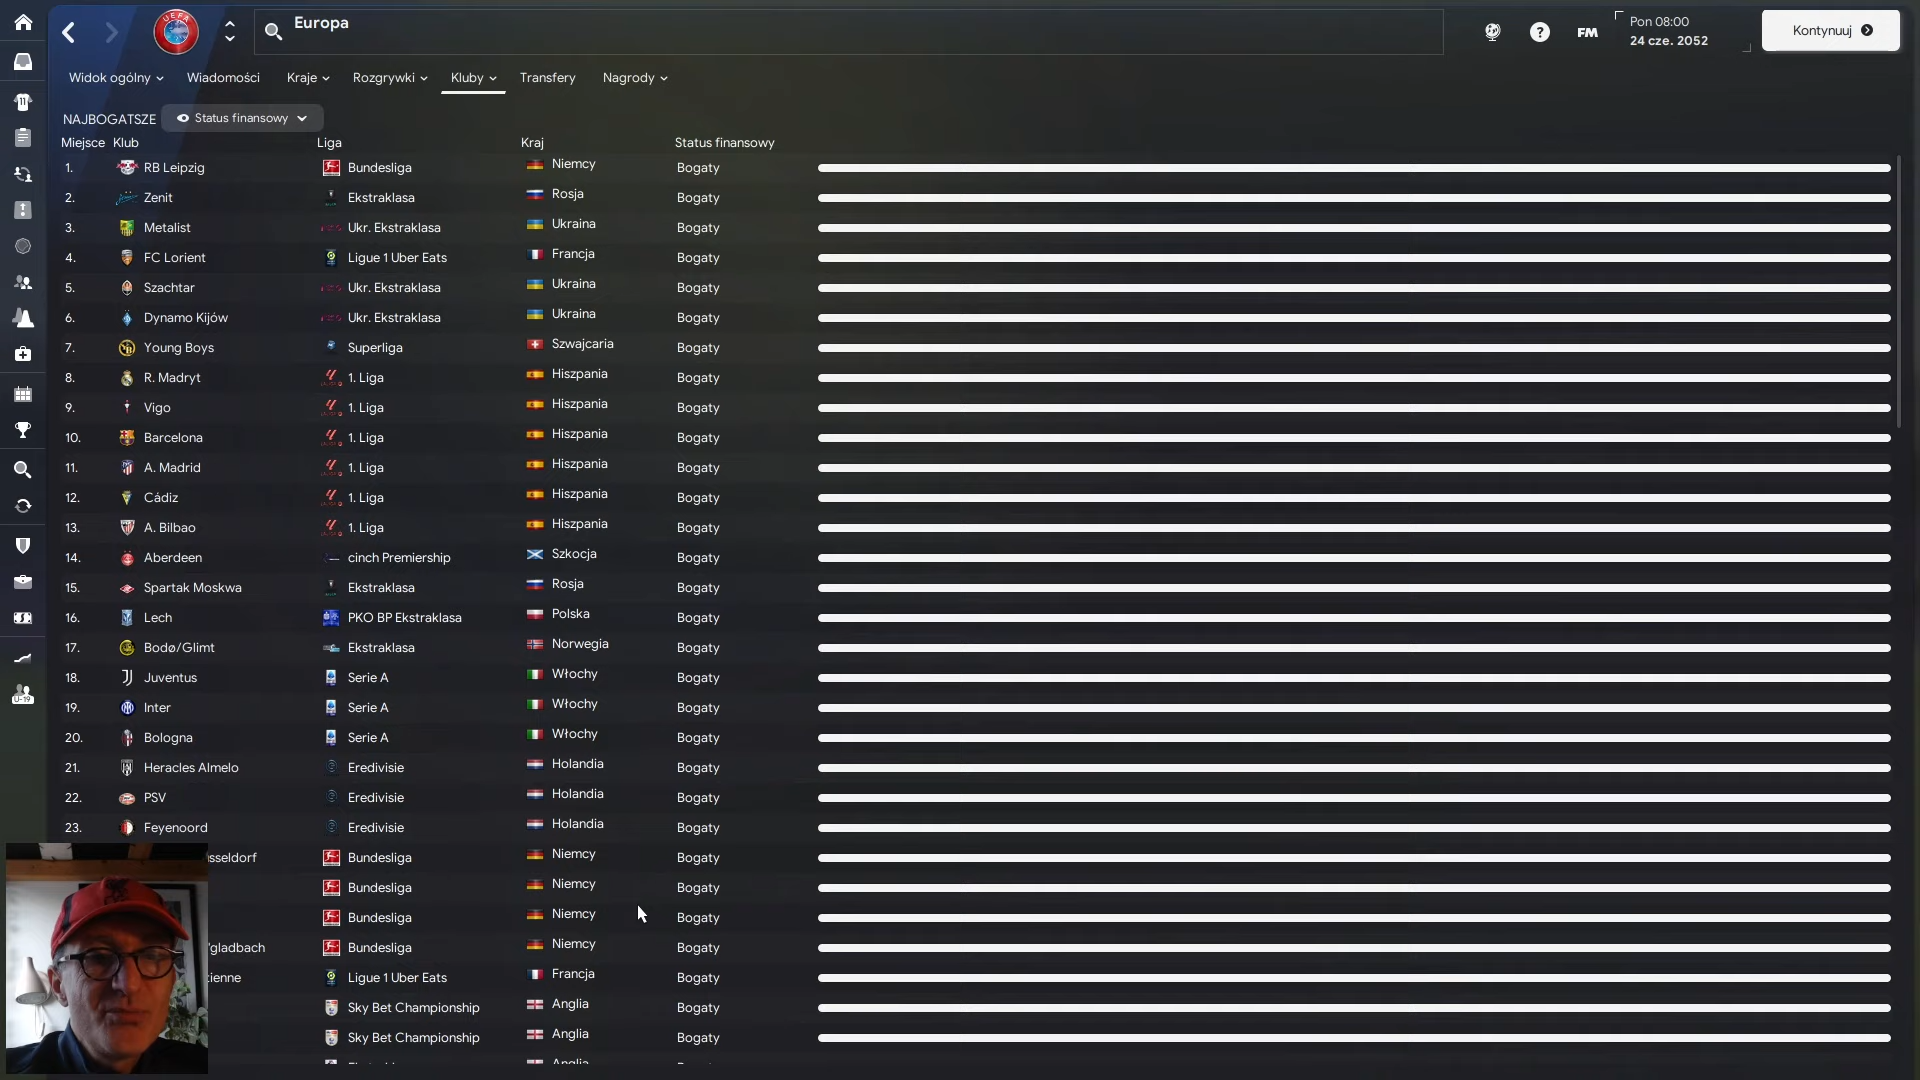 Europa
Pon 08:00
24 cze. 2052
Kontynuuj
FM
Widok ogólny Wiadomości Kraje Rozgrywki Kluby Transfery Nagrody
NAJBOGATSZE Status finansowy
Miejsce Klub Liga Kraj Status finansowy
1. RB Leipzig Bundesliga Niemcy Bogaty
2. Zenit Ekstraklasa Rosja Bogaty
3. Metalist Ukr. Ekstraklasa Ukraina Bogaty
4. FC Lorient Ligue 1 Uber Eats Francja Bogaty
5. Szachtar Ukr. Ekstraklasa Ukraina Bogaty
6. Dynamo Kijów Ukr. Ekstraklasa Ukraina Bogaty
7. Young Boys Superliga Szwajcaria Bogaty
8. R. Madryt 1. Liga Hiszpania Bogaty
9. Vigo 1. Liga Hiszpania Bogaty
10. Barcelona 1. Liga Hiszpania Bogaty
11. A. Madrid 1. Liga Hiszpania Bogaty
12. Cádiz 1. Liga Hiszpania Bogaty
13. A. Bilbao 1. Liga Hiszpania Bogaty
14. Aberdeen cinch Premiership Szkocja Bogaty
15. Spartak Moskwa Ekstraklasa Rosja Bogaty
16. Lech PKO BP Ekstraklasa Polska Bogaty
17. Bodø/Glimt Ekstraklasa Norwegia Bogaty
18. Juventus Serie A Włochy Bogaty
19. Inter Serie A Włochy Bogaty
20. Bologna Serie A Włochy Bogaty
21. Heracles Almelo Eredivisie Holandia Bogaty
22. PSV Eredivisie Holandia Bogaty
23. Feyenoord Eredivisie Holandia Bogaty
sseldorf Bundesliga Niemcy Bogaty
Bundesliga Niemcy Bogaty
Bundesliga Niemcy Bogaty
'gladbach Bundesliga Niemcy Bogaty
ienne Ligue 1 Uber Eats Francja Bogaty
Sky Bet Championship Anglia Bogaty
Sky Bet Championship Anglia Bogaty
Anglia